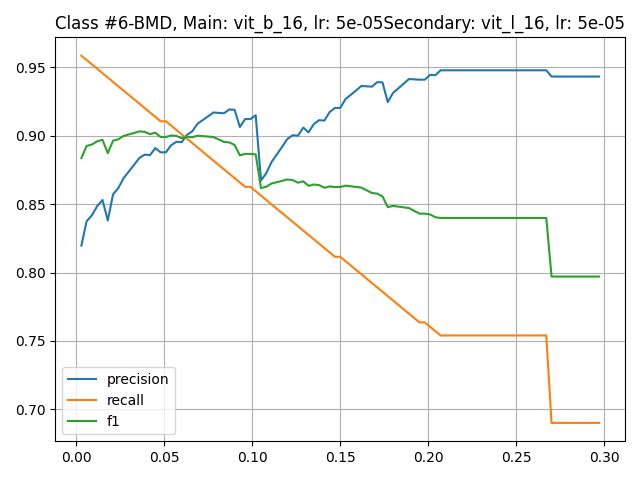 Class #6-BMD, Main: vit_b_16, lr: 5e-05Secondary: vit_l_16, lr: 5e-05
0.95
0.90
0.85
0.80
0.75
0.70
precision
recall
f1
0.00 0.05 0.10 0.15 0.20 0.25 0.30